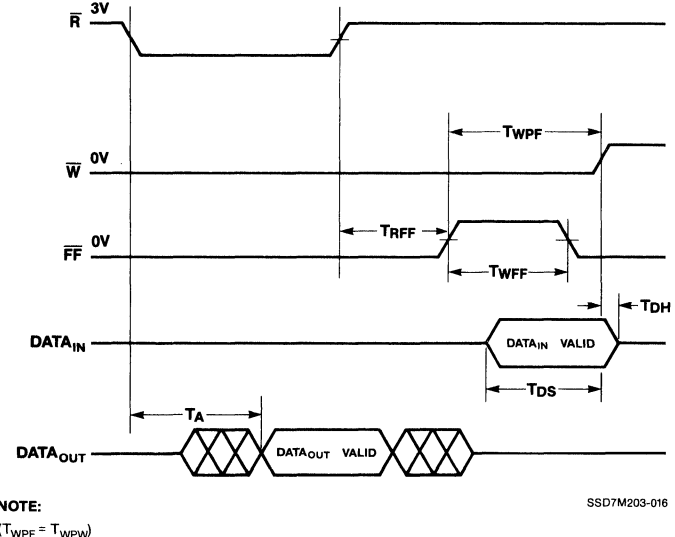 3V
R
TWPF
0V
W
TRFF
0V
FF
TWFF
TDH
DATAIN
DATAIN VALID
TDS
TA
DATAOUT
DATAOUT VALID
NOTE:
SSD7M203-016
(TWPF = TWPW)